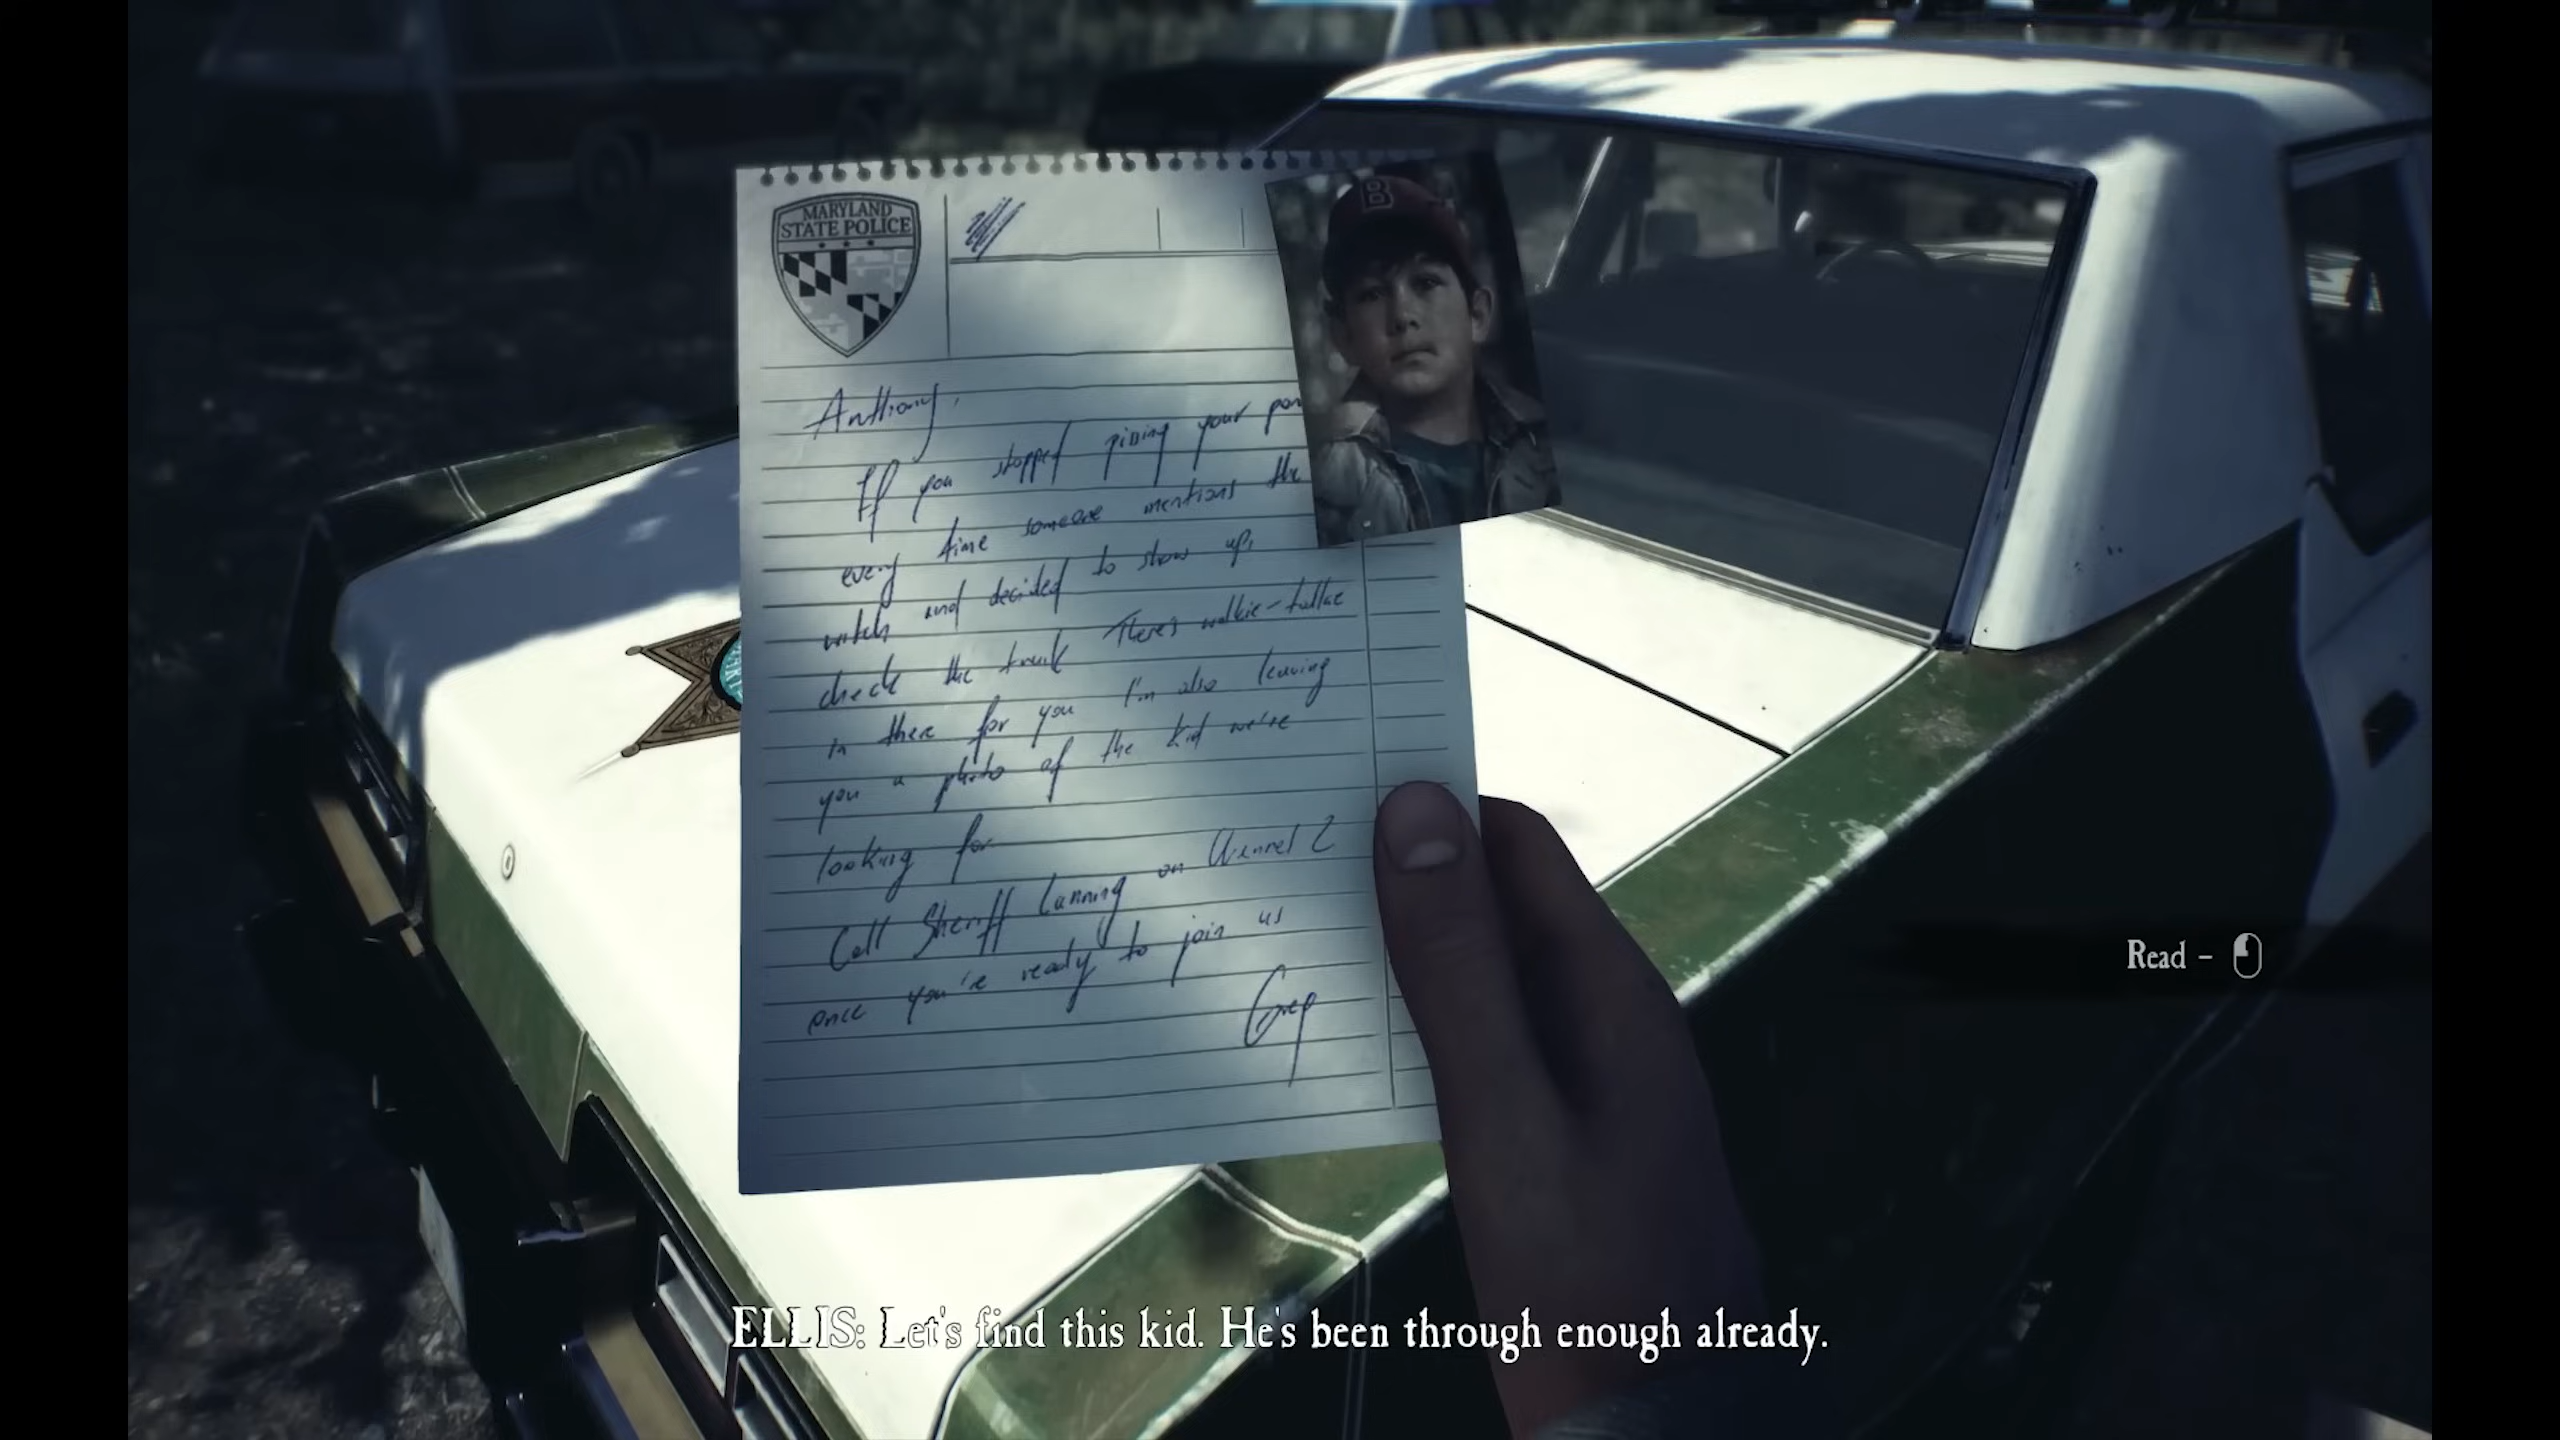 MARYLAND
STATE POLICE
B
Anthony,
If you stopped pissing your pan
every time someone mentions the
witch and decided to show up,
check the trunk There's walkie-talkie
in there for you I'm also leaving
you a photo of the kid we're
looking for
Call Sheriff Lanning on Channel 2
once you're ready to join us
Greg
Read -
ELLIS: Let's find this kid. He's been through enough already.